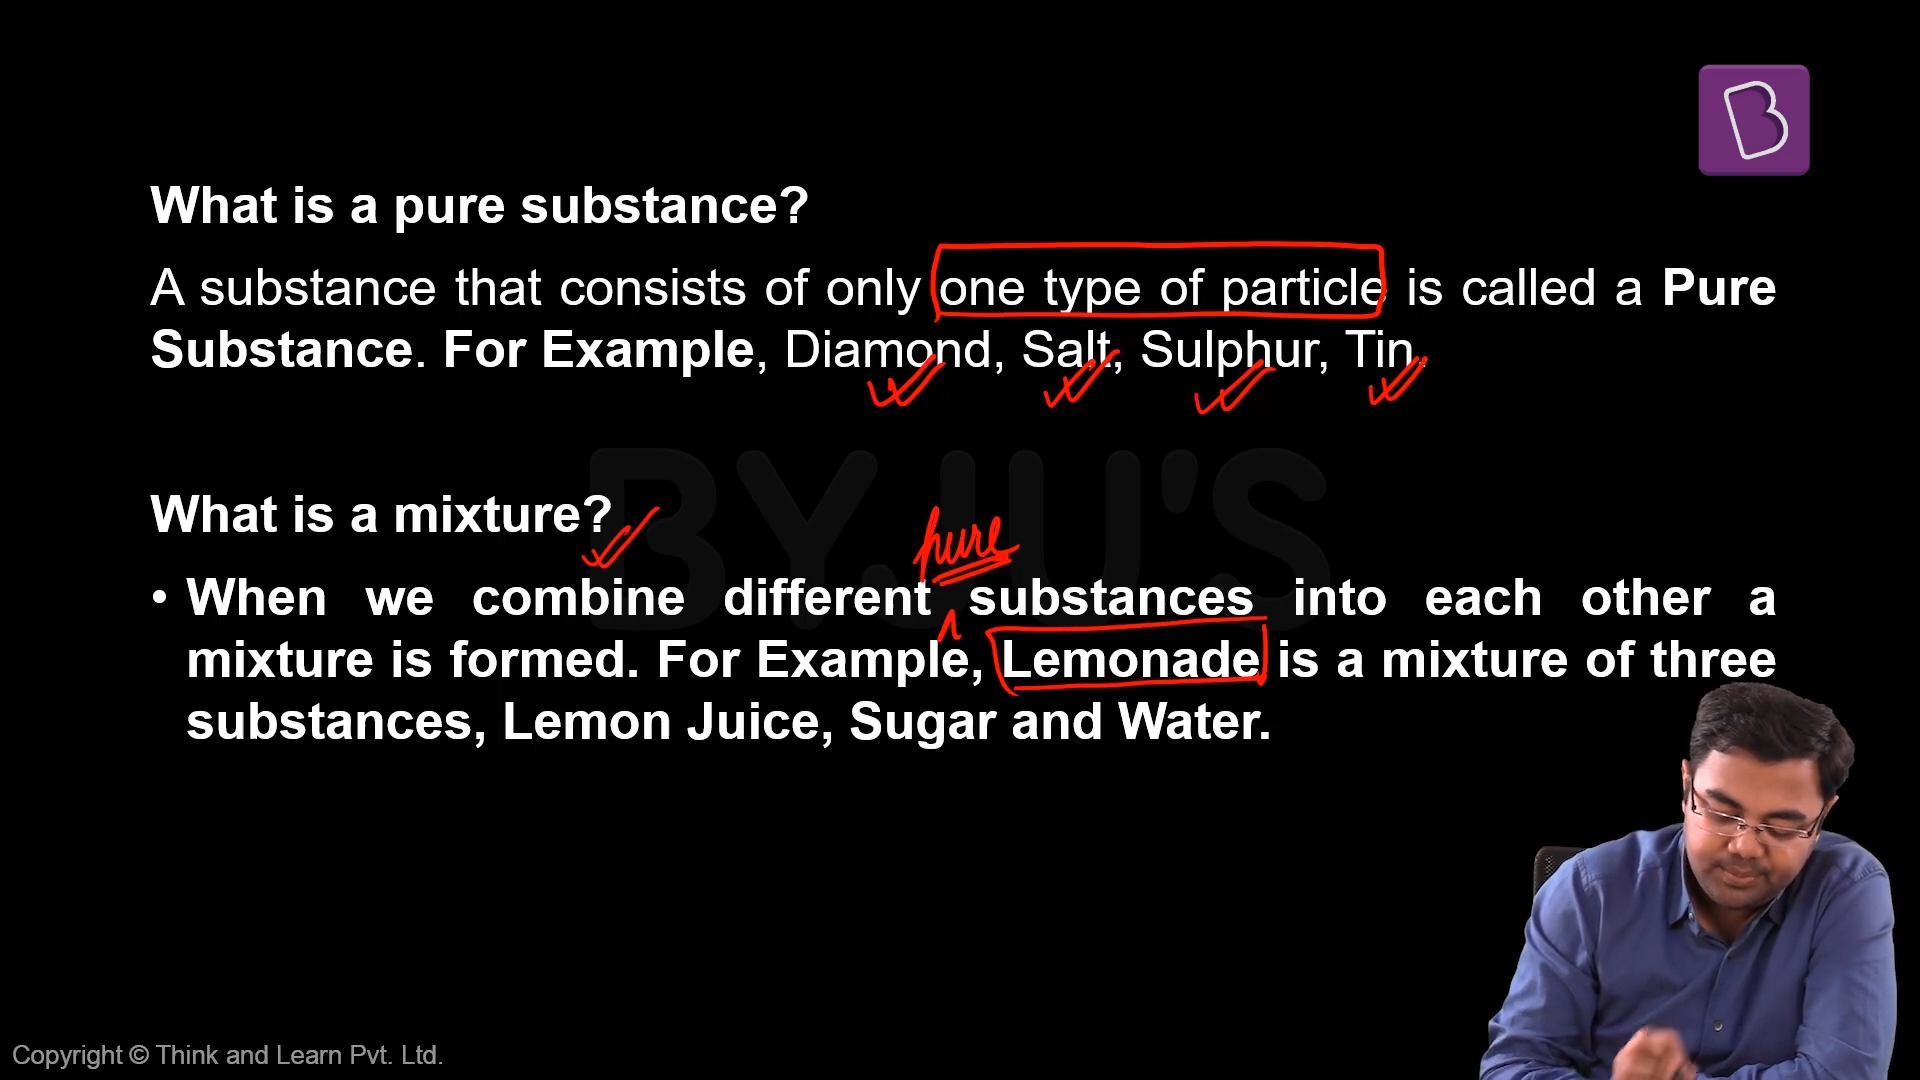 What is a pure substance?
A substance that consists of only one type of particle is called a Pure
Substance. For Example, Diamond, Salt, Sulphur, Tin.
BYJU'S
What is a mixture?
pure
• When we combine different substances into each other a
mixture is formed. For Example, Lemonade is a mixture of three
substances, Lemon Juice, Sugar and Water.
Copyright © Think and Learn Pvt. Ltd.